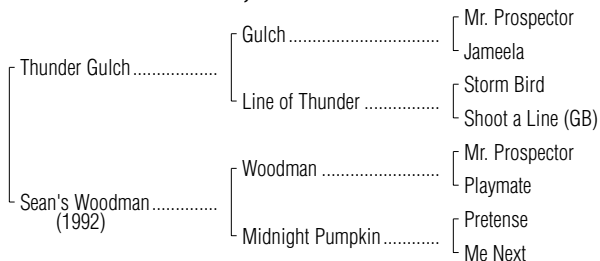 Mr. Prospector
Gulch
Jameela
Thunder Gulch
Storm Bird
Line of Thunder
Shoot a Line (GB)
Mr. Prospector
Woodman
Playmate
Sean's Woodman
(1992)
Pretense
Midnight Pumpkin
Me Next